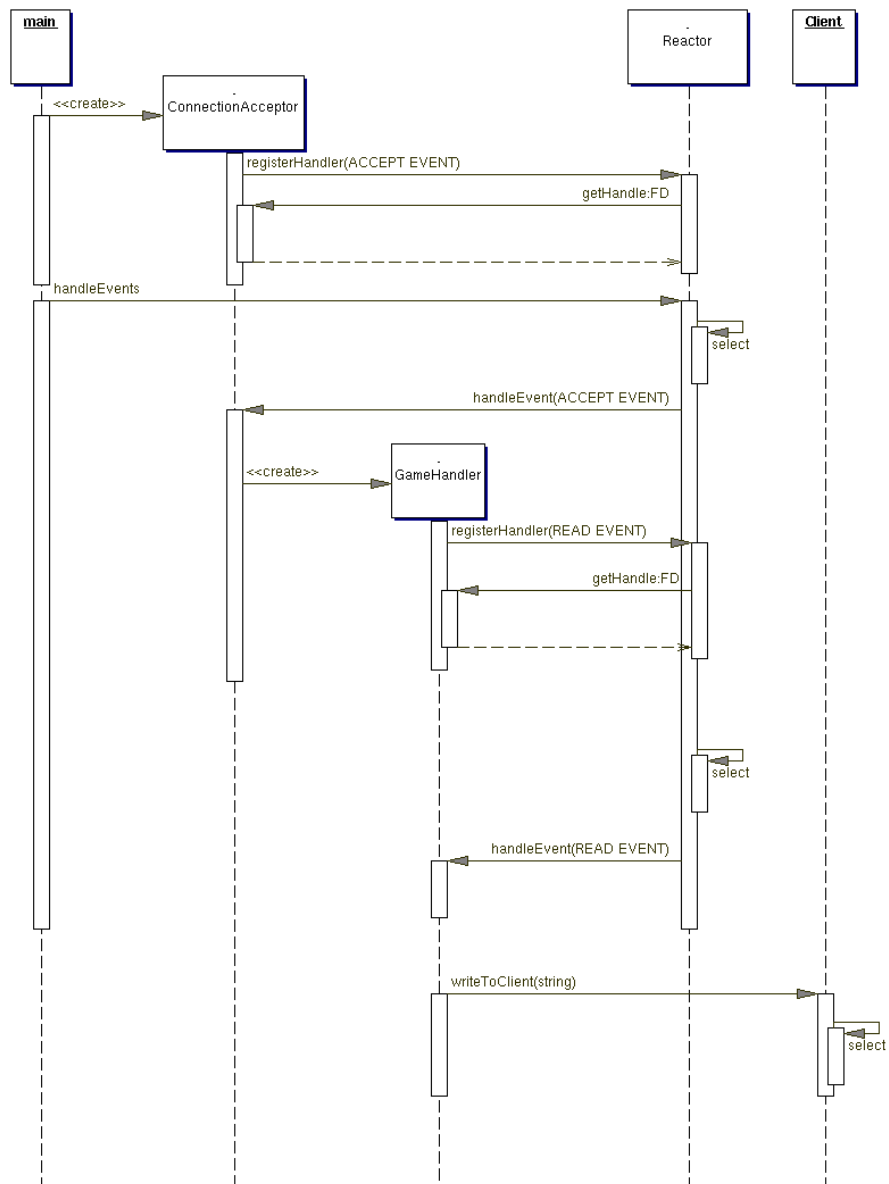 main
-
Reactor
Client
<<create>>
-
ConnectionAcceptor
registerHandler(ACCEPT EVENT)
getHandle:FD
handleEvents
select
handleEvent(ACCEPT EVENT)
<<create>>
-
GameHandler
registerHandler(READ EVENT)
getHandle:FD
select
handleEvent(READ EVENT)
writeToClient(string)
select